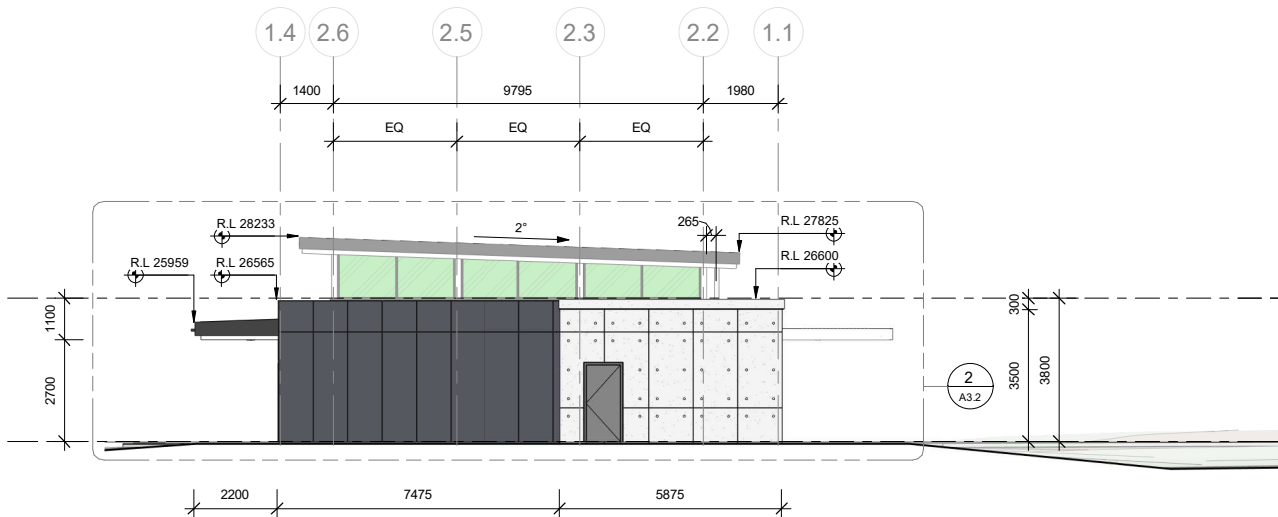 1.4 2.6 2.5 2.3 2.2 1.1
1400 9795 1980
EQ EQ EQ
R.L 28233 2° 265 R.L 27825
R.L 25959 R.L 26565 R.L 26600
1100 300
2700 3500 3800
2
A3.2
2200 7475 5875